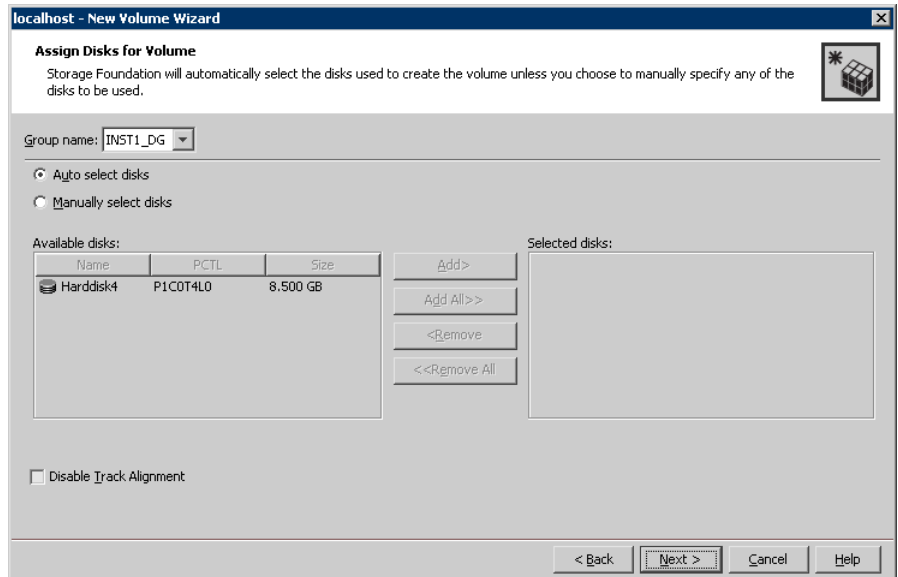 localhost - New Volume Wizard
Assign Disks for Volume
Storage Foundation will automatically select the disks used to create the volume unless you choose to manually specify any of the
disks to be used.
Group name: INST1_DG
Auto select disks
Manually select disks
Available disks:
Name PCTL Size
Harddisk4 P1C0T4L0 8.500 GB
Add>
Add All>>
<Remove
<<Remove All
Selected disks:
Disable Track Alignment
< Back Next > Cancel Help